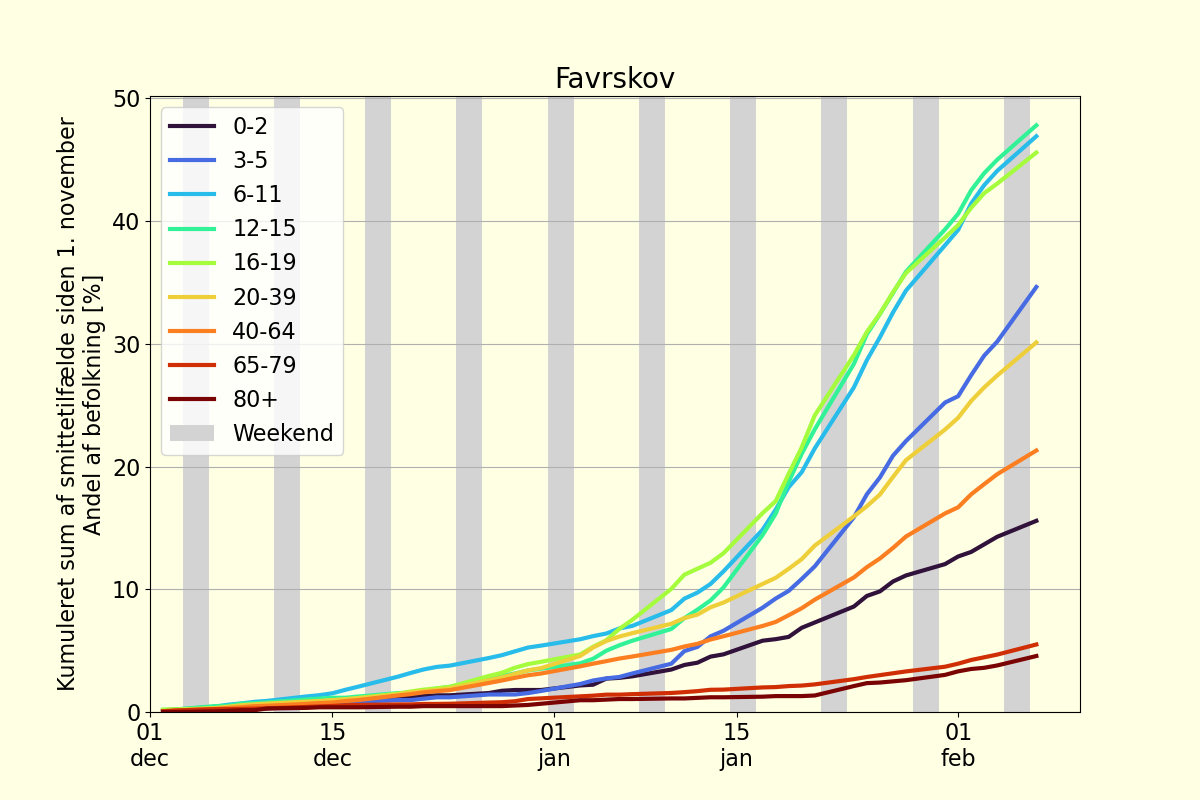 Favrskov
Kumuleret sum af smittetilfælde siden 1. november
Andel af befolkning [%]
50
40
30
20
10
0
0-2
3-5
6-11
12-15
16-19
20-39
40-64
65-79
80+
Weekend
01 dec
15 dec
01 jan
15 jan
01 feb